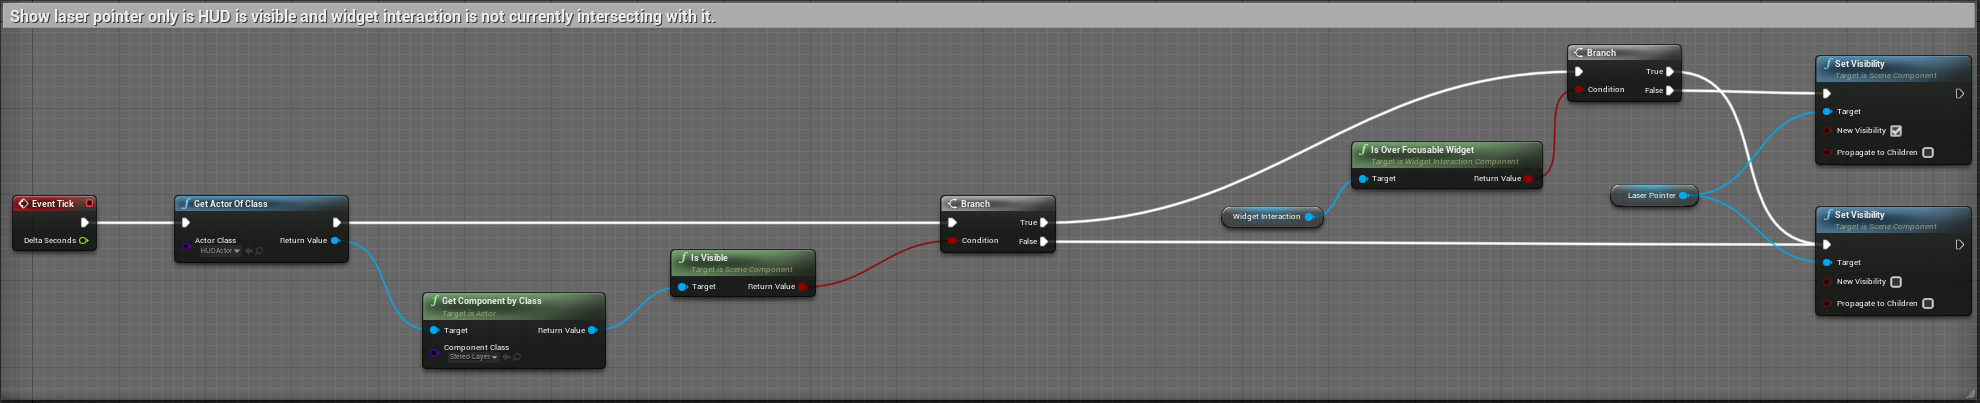 Show laser pointer only is HUD is visible and widget interaction is not currently intersecting with it.
Event Tick
Delta Seconds
Get Actor Of Class
Actor Class
HUDActor
Return Value
Get Component by Class
Target is Actor
Target
Return Value
Component Class
Stereo Layer
Is Visible
Target is Scene Component
Target
Return Value
Branch
True
Condition
False
Widget Interaction
Is Over Focusable Widget
Target is Widget Interaction Component
Target
Return Value
Branch
True
Condition
False
Laser Pointer
Set Visibility
Target is Scene Component
Target
New Visibility
Propagate to Children
Set Visibility
Target is Scene Component
Target
New Visibility
Propagate to Children